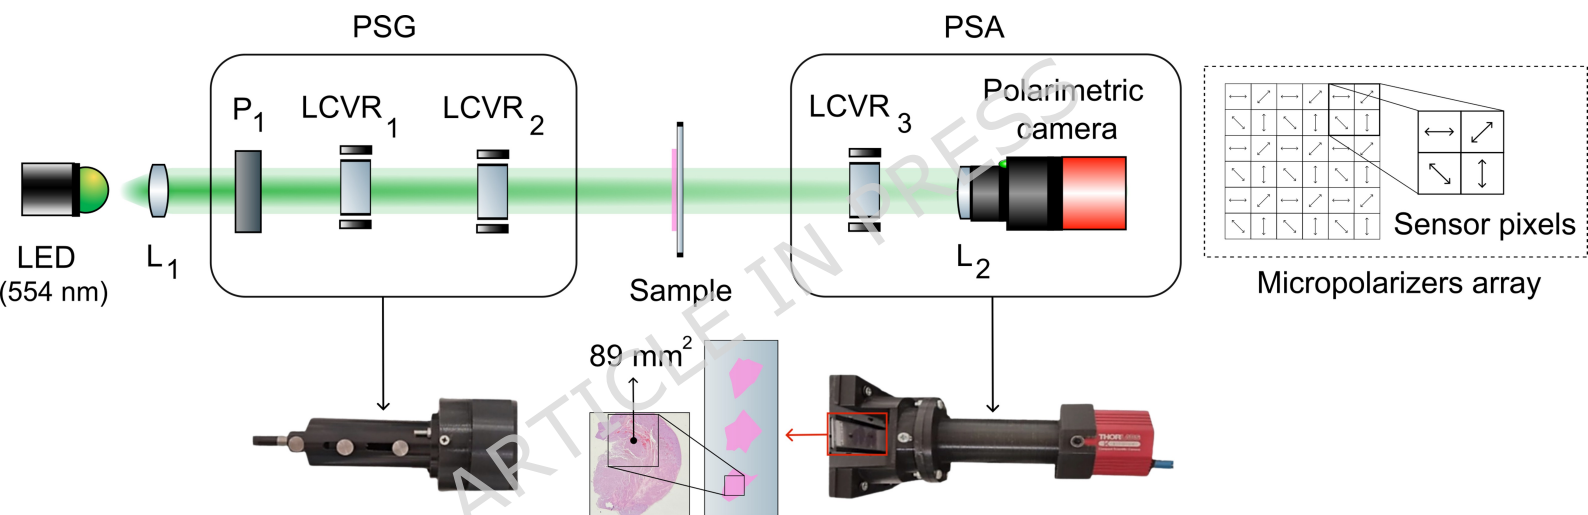 PSG
PSA
P1
LCVR1
LCVR2
LCVR3
Polarimetric
camera
LED
(554 nm)
L1
Sample
L2
Sensor pixels
Micropolarizers array
89 mm2
THORLABS
ARTICLE IN PRESS